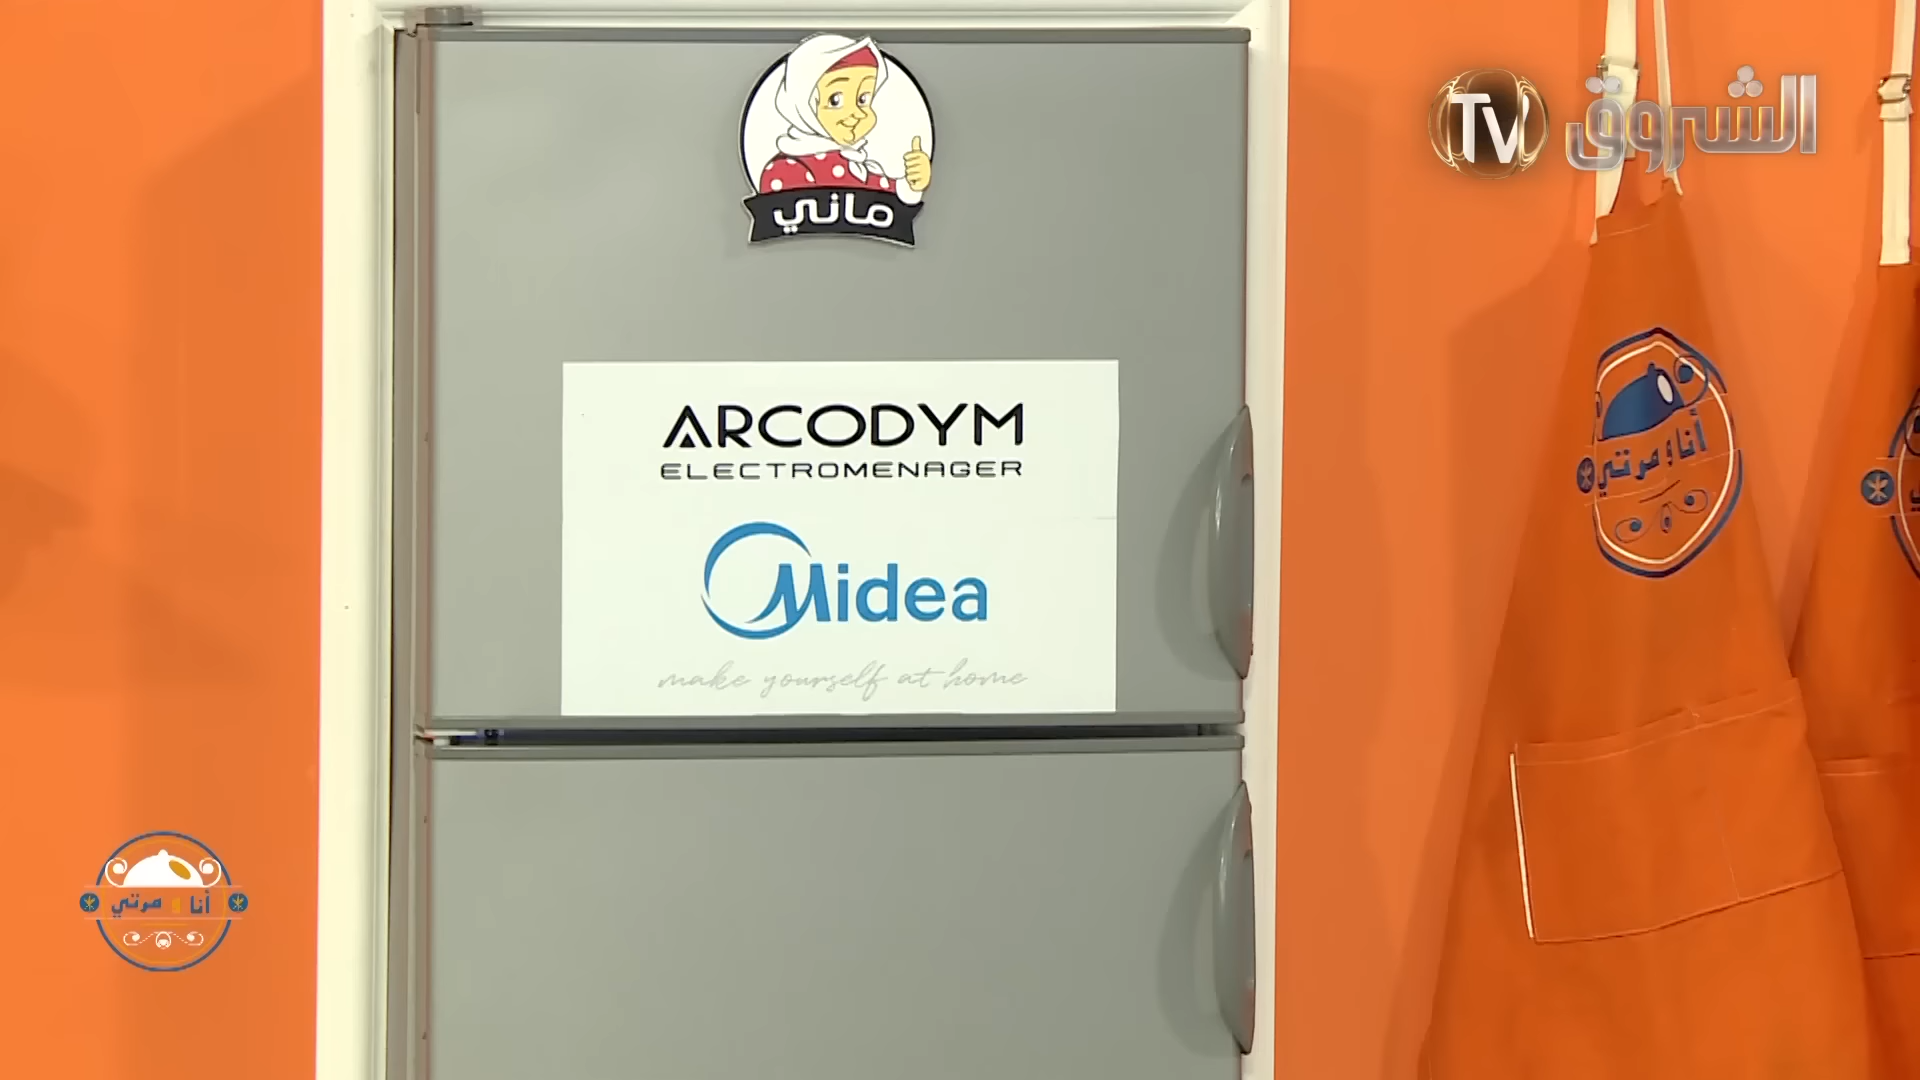 ماني
TV الشروق
ARCODYM
ELECTROMENAGER
Midea
make yourself at home
أنا و مرتي
أنا و مرتي